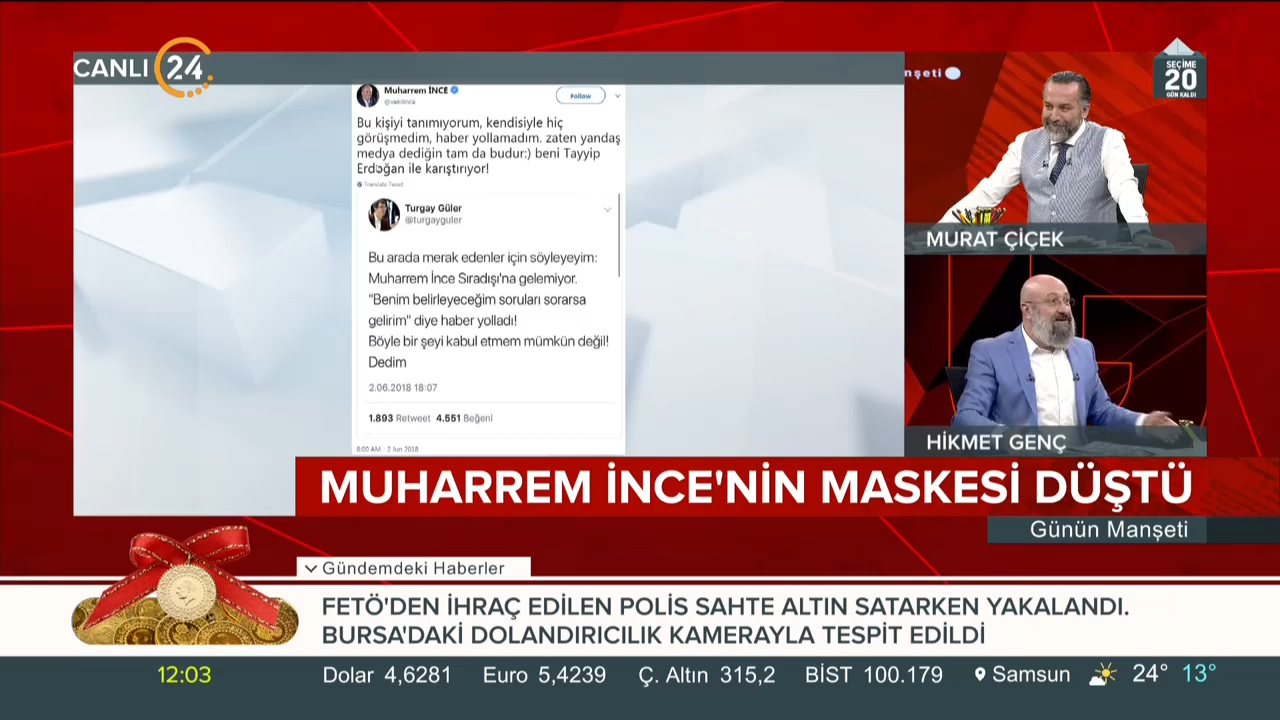 CANLI 24
nşeti
SEÇİME
20
GÜN KALDI
Muharrem İNCE
@vekilince
Follow
Bu kişiyi tanımıyorum, kendisiyle hiç
görüşmedim, haber yollamadım. zaten yandaş
medya dediğin tam da budur:) beni Tayyip
Erdoğan ile karıştırıyor!
Translate Tweet
Turgay Güler
@turgayguler
Bu arada merak edenler için söyleyeyim:
Muharrem İnce Sıradışı'na gelemiyor.
"Benim belirleyeceğim soruları sorarsa
gelirim" diye haber yolladı!
Böyle bir şeyi kabul etmem mümkün değil!
Dedim
2.06.2018 18:07
1.893 Retweet 4.551 Beğeni
8:00 AM - 2 Jun 2018
MURAT ÇİÇEK
HİKMET GENÇ
MUHARREM İNCE'NİN MASKESİ DÜŞTÜ
Günün Manşeti
Gündemdeki Haberler
FETÖ'DEN İHRAÇ EDİLEN POLİS SAHTE ALTIN SATARKEN YAKALANDI.
BURSA'DAKİ DOLANDIRICILIK KAMERAYLA TESPİT EDİLDİ
12:03 Dolar 4,6281 Euro 5,4239 Ç. Altın 315,2 BİST 100.179 Samsun 24° 13°